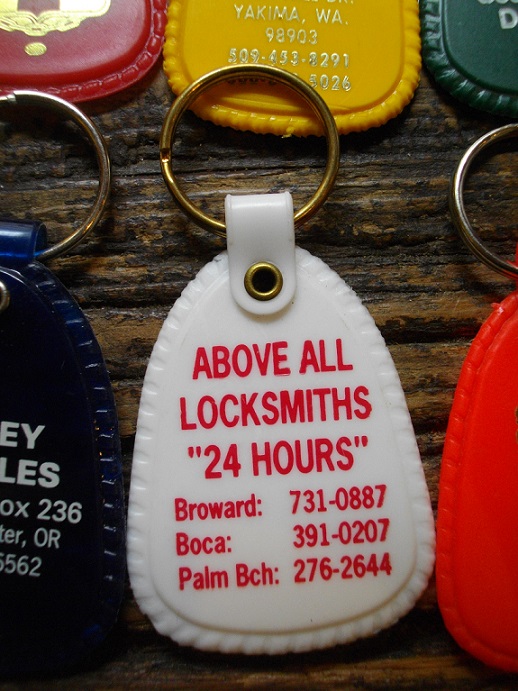 YAKIMA, WA.
98903
509-453-8291
ABOVE ALL
LOCKSMITHS
"24 HOURS"
Broward: 731-0887
Boca: 391-0207
Palm Bch: 276-2644
EY
LES
ox 236
ter, OR
5562